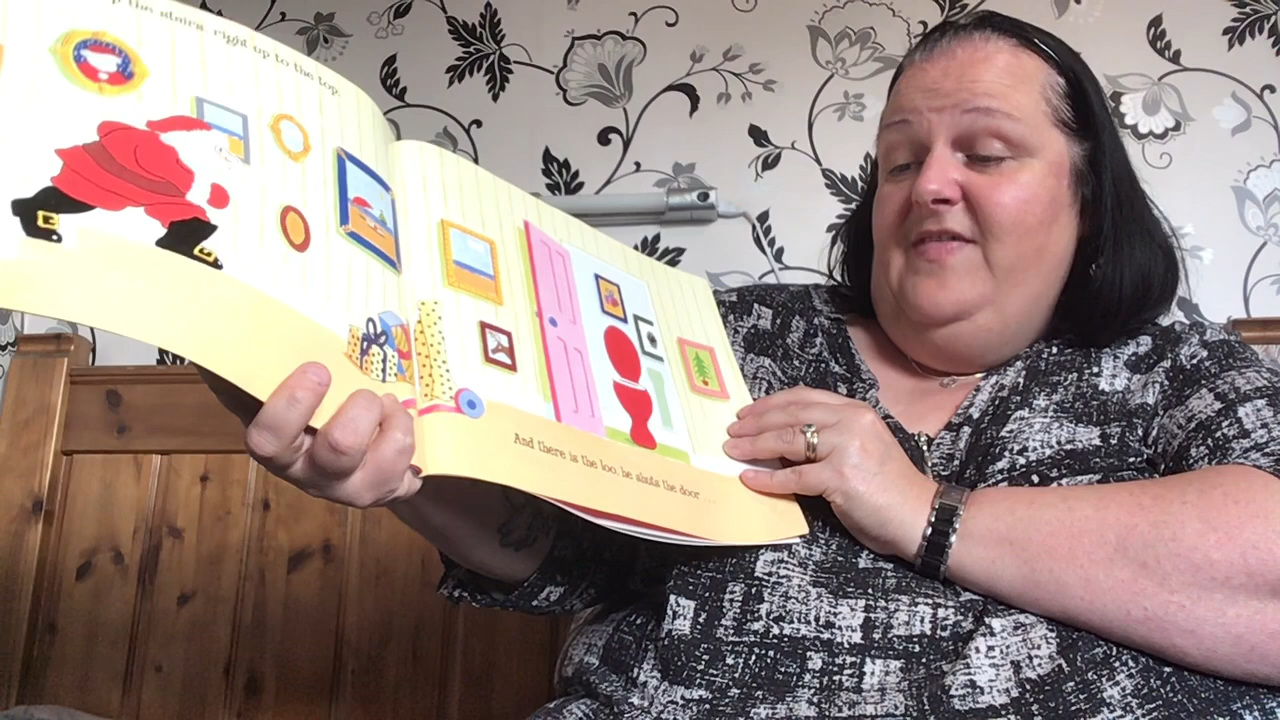 the stairs, right up to the top.
And there is the loo, he shuts the door . . .